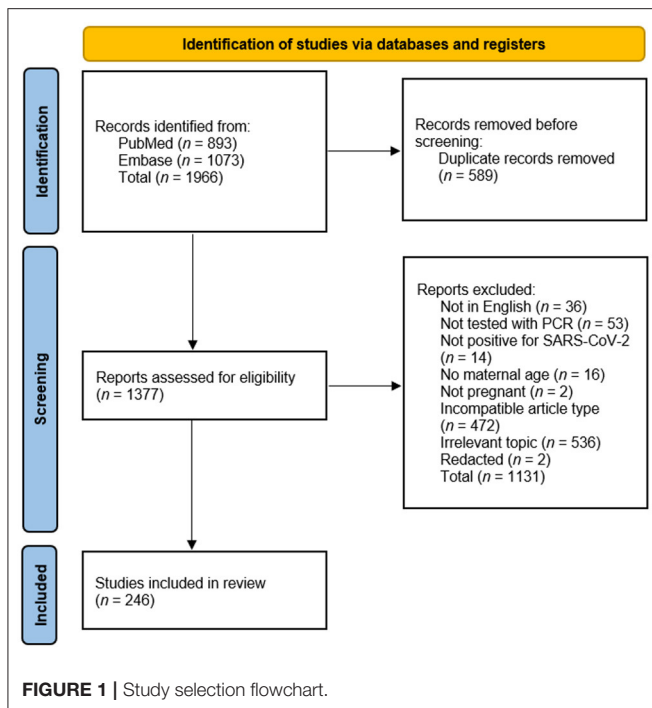 Identification of studies via databases and registers
Identification
Records identified from:
PubMed (n = 893)
Embase (n = 1073)
Total (n = 1966)
Records removed before
screening:
Duplicate records removed
(n = 589)
Screening
Reports assessed for eligibility
(n = 1377)
Reports excluded:
Not in English (n = 36)
Not tested with PCR (n = 53)
Not positive for SARS-CoV-2
(n = 14)
No maternal age (n = 16)
Not pregnant (n = 2)
Incompatible article type
(n = 472)
Irrelevant topic (n = 536)
Redacted (n = 2)
Total (n = 1131)
Included
Studies included in review
(n = 246)
FIGURE 1 | Study selection flowchart.